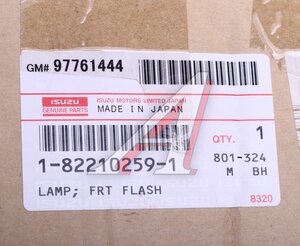 GM# 97761444
ISUZU
GENUINE PARTS
ISUZU MOTORS LIMITED JAPAN
MADE IN JAPAN
1-82210259-1
QTY. 1
801-324
M BH
LAMP; FRT FLASH
8320